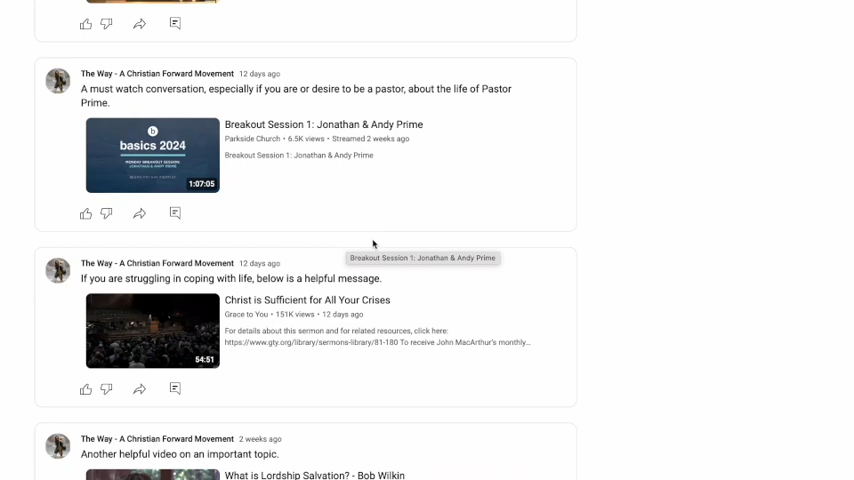 The Way - A Christian Forward Movement 12 days ago
A must watch conversation, especially if you are or desire to be a pastor, about the life of Pastor
Prime.
b
basics 2024
MONDAY BREAKOUT SESSION
JONATHAN & ANDY PRIME
1:07:05
Breakout Session 1: Jonathan & Andy Prime
Parkside Church • 6.5K views • Streamed 2 weeks ago
Breakout Session 1: Jonathan & Andy Prime
Breakout Session 1: Jonathan & Andy Prime
The Way - A Christian Forward Movement 12 days ago
If you are struggling in coping with life, below is a helpful message.
54:51
Christ is Sufficient for All Your Crises
Grace to You • 151K views • 12 days ago
For details about this sermon and for related resources, click here:
https://www.gty.org/library/sermons-library/81-180 To receive John MacArthur's monthly...
The Way - A Christian Forward Movement 2 weeks ago
Another helpful video on an important topic.
What is Lordship Salvation? - Bob Wilkin